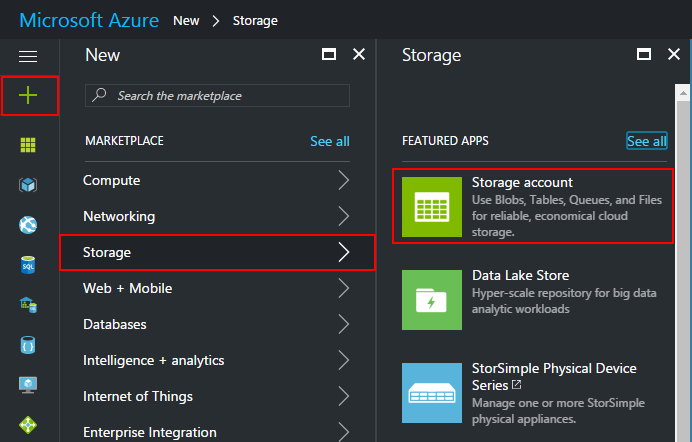 Microsoft Azure New > Storage
New
Search the marketplace
MARKETPLACE See all
Compute
Networking
Storage
Web + Mobile
Databases
Intelligence + analytics
Internet of Things
Enterprise Integration
Storage
FEATURED APPS See all
Storage account
Use Blobs, Tables, Queues, and Files
for reliable, economical cloud
storage.
Data Lake Store
Hyper-scale repository for big data
analytic workloads
StorSimple Physical Device
Series
Manage one or more StorSimple
physical appliances.
SQL